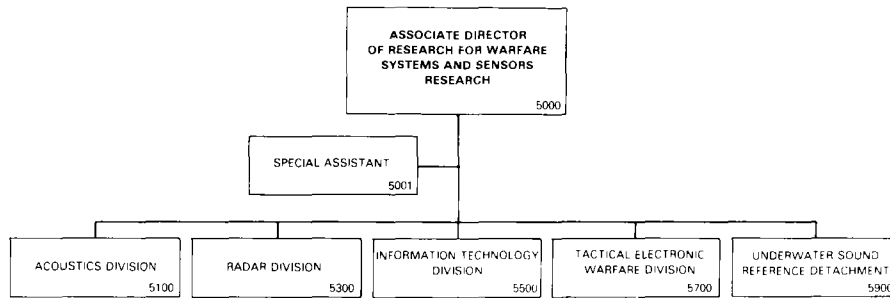 ASSOCIATE DIRECTOR
OF RESEARCH FOR WARFARE
SYSTEMS AND SENSORS
RESEARCH
5000
SPECIAL ASSISTANT
5001
ACOUSTICS DIVISION
5100
RADAR DIVISION
5300
INFORMATION TECHNOLOGY
DIVISION
5500
TACTICAL ELECTRONIC
WARFARE DIVISION
5700
UNDERWATER SOUND
REFERENCE DETACHMENT
5900